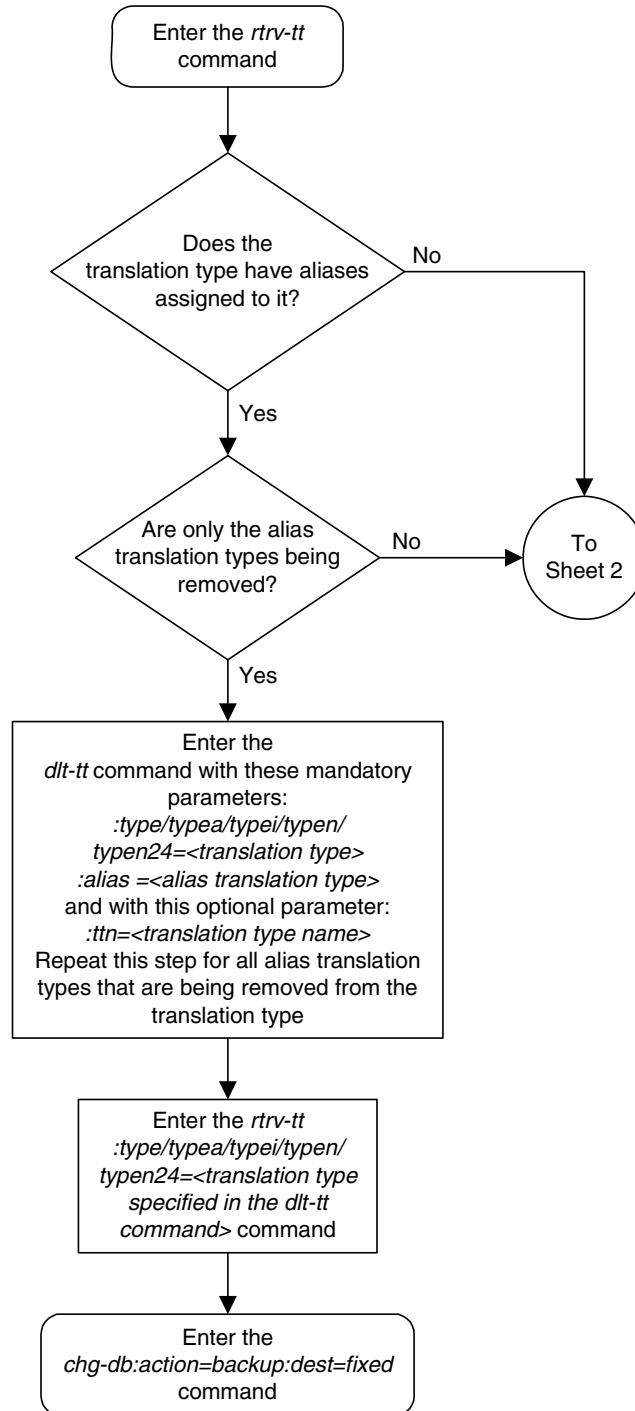 Enter the rtrv-tt
command
Does the
translation type have aliases
assigned to it?
No
Yes
Are only the alias
translation types being
removed?
No
To
Sheet 2
Yes
Enter the
dlt-tt command with these mandatory
parameters:
:type/typea/typei/typen/
typen24=<translation type>
:alias =<alias translation type>
and with this optional parameter:
:ttn=<translation type name>
Repeat this step for all alias translation
types that are being removed from the
translation type
Enter the rtrv-tt
:type/typea/typei/typen/
typen24=<translation type
specified in the dlt-tt
command> command
Enter the
chg-db:action=backup:dest=fixed
command